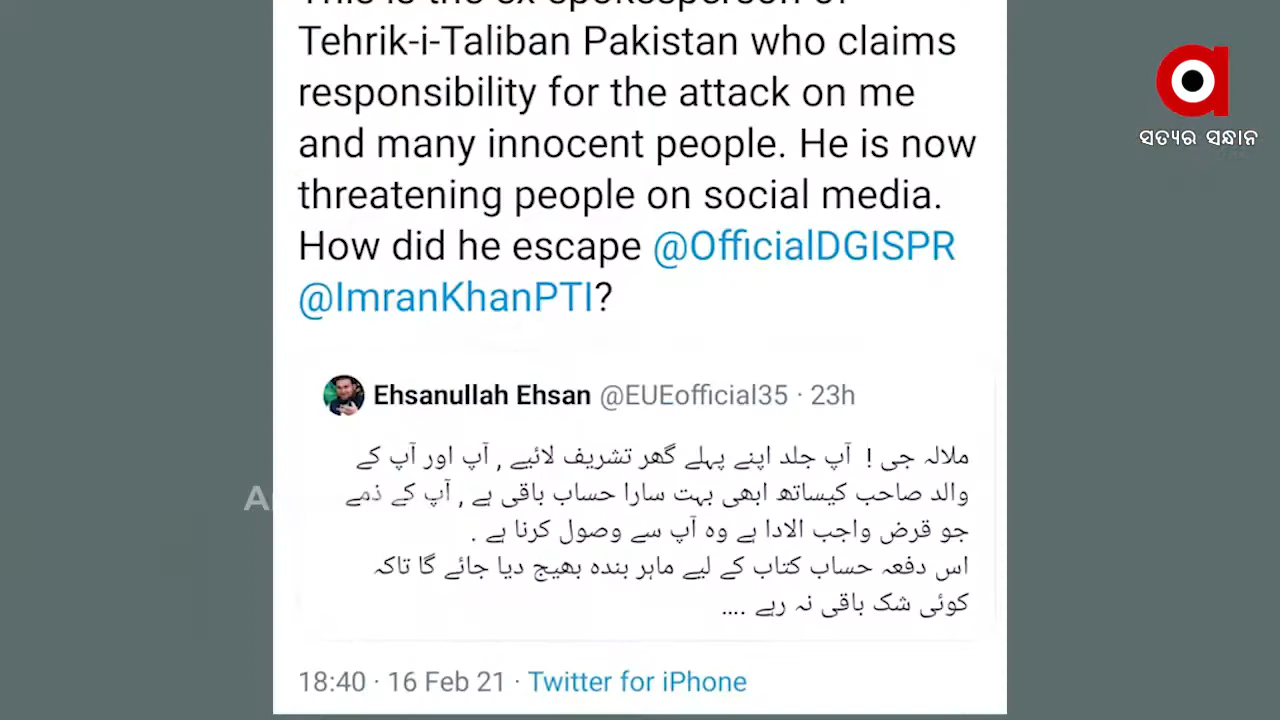 Tehrik-i-Taliban Pakistan who claims
responsibility for the attack on me
and many innocent people. He is now
threatening people on social media.
How did he escape @OfficialDGISPR
@ImranKhanPTI?
Ehsanullah Ehsan @EUEofficial35 · 23h
ملالہ جی ! آپ جلد اپنے پہلے گھر تشریف لائیے , آپ اور آپ کے
والد صاحب کیساتھ ابھی بہت سارا حساب باقی ہے , آپ کے ذمے
جو قرض واجب الادا ہے وہ آپ سے وصول کرنا ہے .
اس دفعہ حساب کتاب کے لیے ماہر بندہ بھیج دیا جائے گا تاکہ
کوئی شک باقی نہ رہے ....
18:40 · 16 Feb 21 · Twitter for iPhone
ସତ୍ୟର ସନ୍ଧାନ